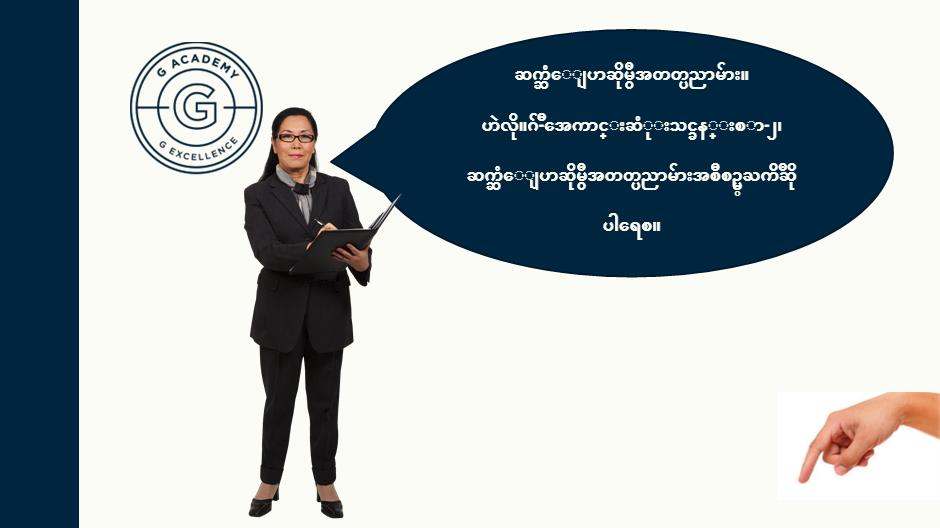 G ACADEMY
G
G EXCELLENCE
ဆက္ဆံေျပာဆိုမွီအတတ္ပညာမ်ား။
ဟဲလို။ဂ်ီ-အေကာင္းဆံုးသင္ခန္းစာ-၂၊
ဆက္ဆံေျပာဆိုမွီအတတ္ပညာမ်ားအစီစဥ္မွႀကိဳဆို
ပါရေစ။